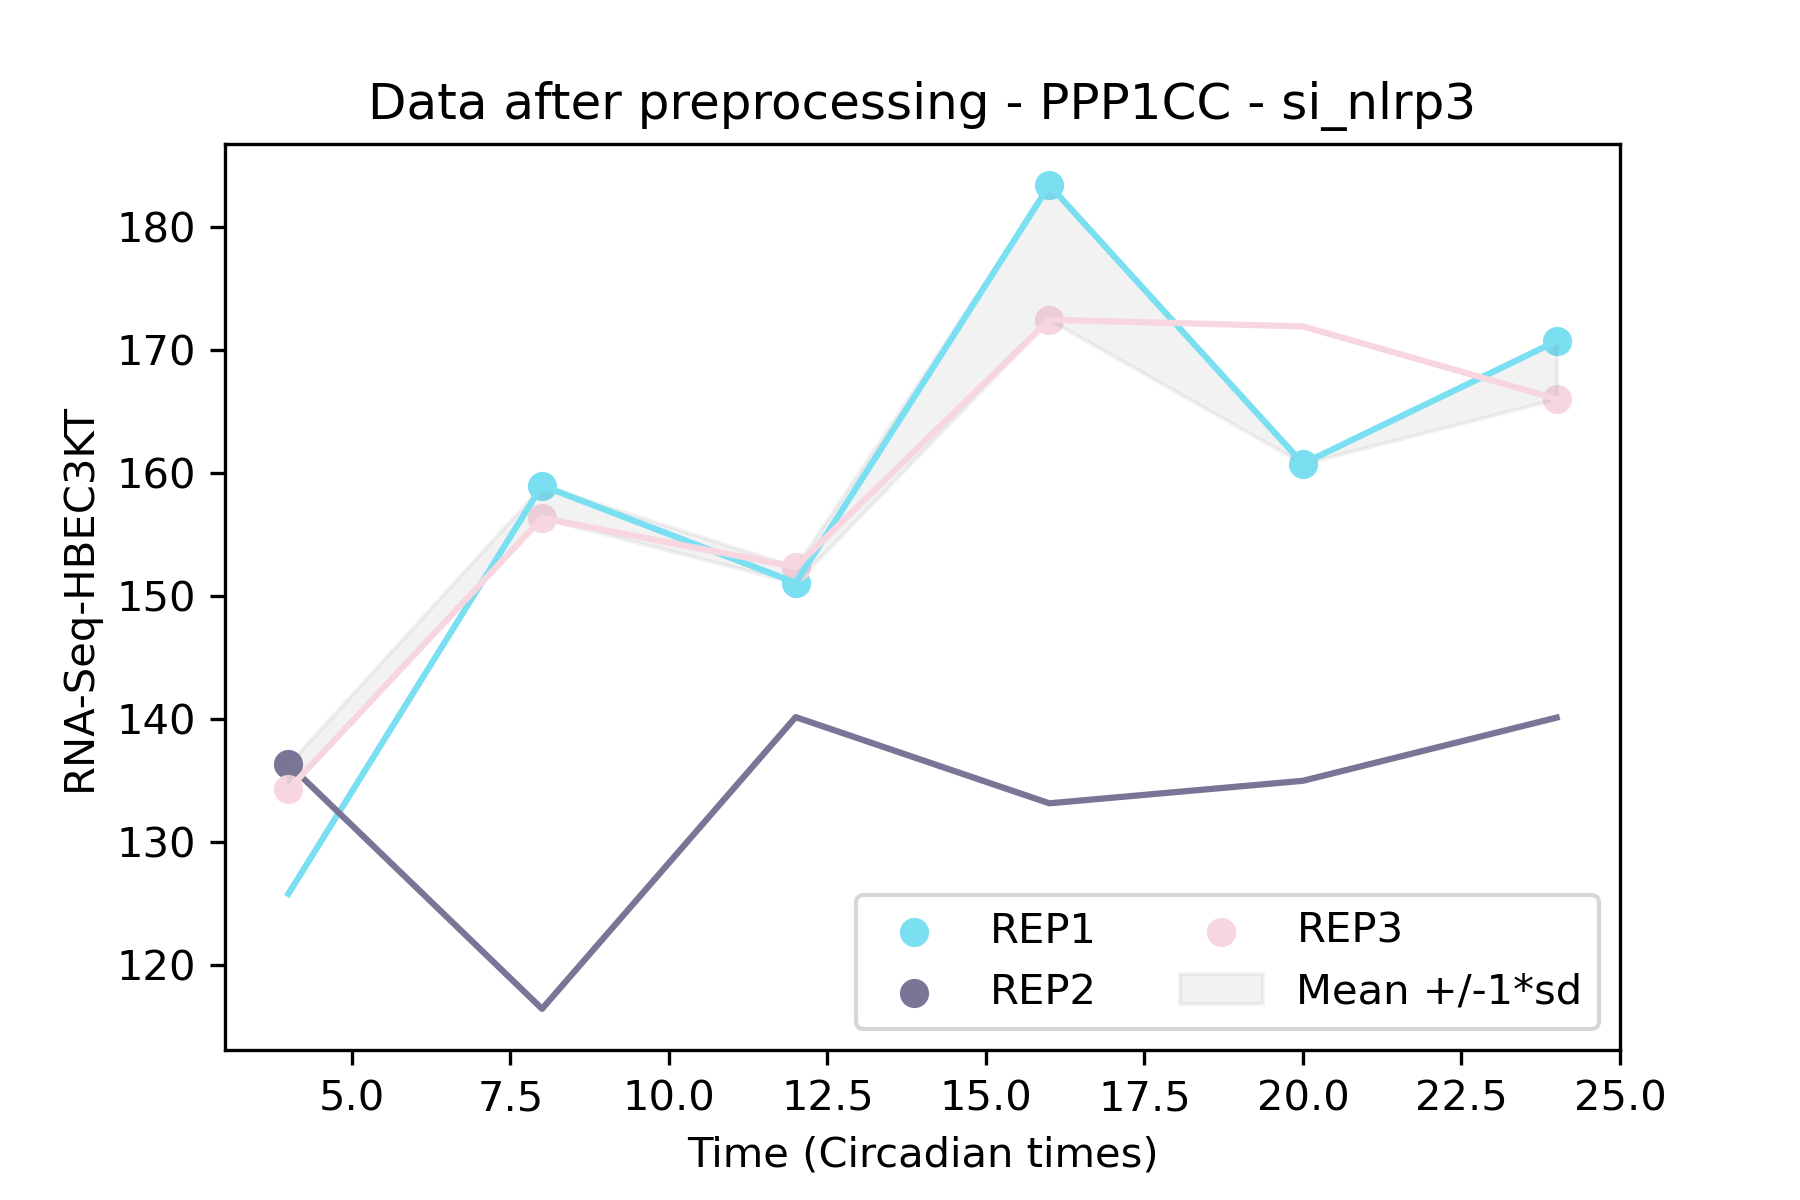 Data after preprocessing - PPP1CC - si_nlrp3
RNA-Seq-HBEC3KT
180
170
160
150
140
130
120
REP1
REP2
REP3
Mean +/-1*sd
5.0
7.5
10.0
12.5
15.0
17.5
20.0
22.5
25.0
Time (Circadian times)